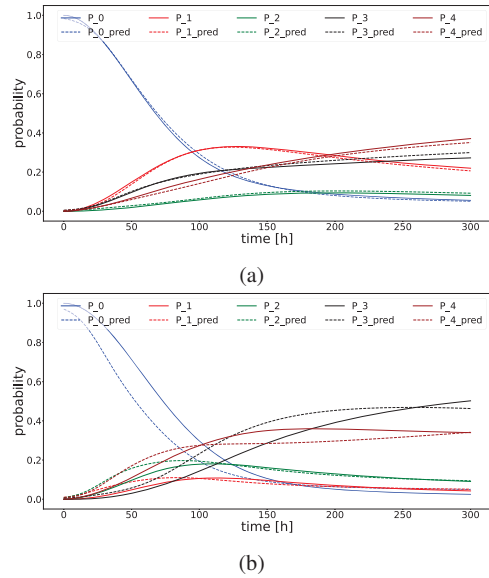 P_0 P_1 P_2 P_3 P_4
P_0_pred P_1_pred P_2_pred P_3_pred P_4_pred
1.0
0.8
0.6
0.4
0.2
0.0
probability
0 50 100 150 200 250 300
time [h]
(a)
P_0 P_1 P_2 P_3 P_4
P_0_pred P_1_pred P_2_pred P_3_pred P_4_pred
1.0
0.8
0.6
0.4
0.2
0.0
probability
0 50 100 150 200 250 300
time [h]
(b)